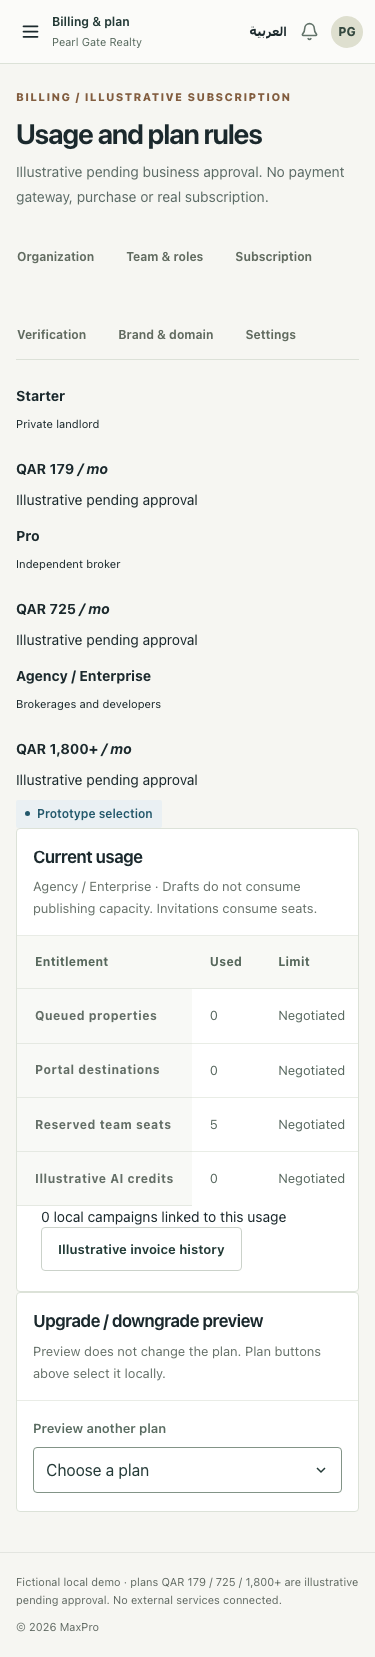 Billing & plan
Pearl Gate Realty
العربية
PG
BILLING / ILLUSTRATIVE SUBSCRIPTION
Usage and plan rules
Illustrative pending business approval. No payment
gateway, purchase or real subscription.
Organization Team & roles Subscription
Verification Brand & domain Settings
Starter
Private landlord
QAR 179 / mo
Illustrative pending approval
Pro
Independent broker
QAR 725 / mo
Illustrative pending approval
Agency / Enterprise
Brokerages and developers
QAR 1,800+ / mo
Illustrative pending approval
Prototype selection
Current usage
Agency / Enterprise · Drafts do not consume
publishing capacity. Invitations consume seats.
Entitlement Used Limit
Queued properties 0 Negotiated
Portal destinations 0 Negotiated
Reserved team seats 5 Negotiated
Illustrative AI credits 0 Negotiated
0 local campaigns linked to this usage
Illustrative invoice history
Upgrade / downgrade preview
Preview does not change the plan. Plan buttons
above select it locally.
Preview another plan
Choose a plan
Fictional local demo · plans QAR 179 / 725 / 1,800+ are illustrative
pending approval. No external services connected.
© 2026 MaxPro